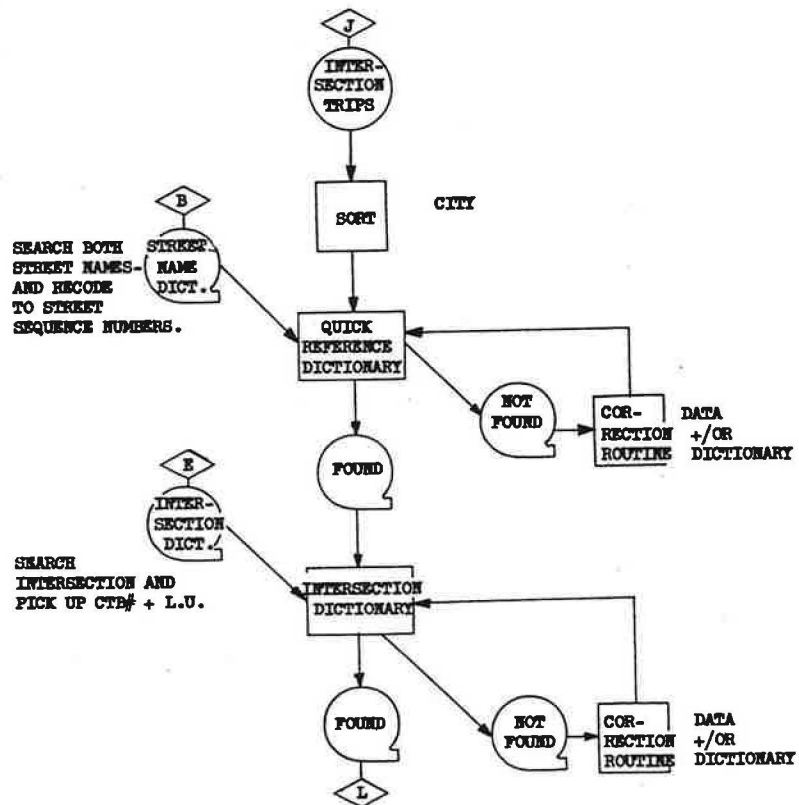 J
INTER-
SECTION
TRIPS
SORT
CITY
B
SEARCH BOTH
STREET NAMES-
AND RECODE
TO STREET
SEQUENCE NUMBERS.
STREET
NAME
DICT.
QUICK
REFERENCE
DICTIONARY
NOT
FOUND
COR-
RECTION
ROUTINE
DATA
+/OR
DICTIONARY
FOUND
E
INTER-
SECTION
DICT.
SEARCH
INTERSECTION AND
PICK UP CTB# + L.U.
INTERSECTION
DICTIONARY
FOUND
NOT
FOUND
COR-
RECTION
ROUTINE
DATA
+/OR
DICTIONARY
L